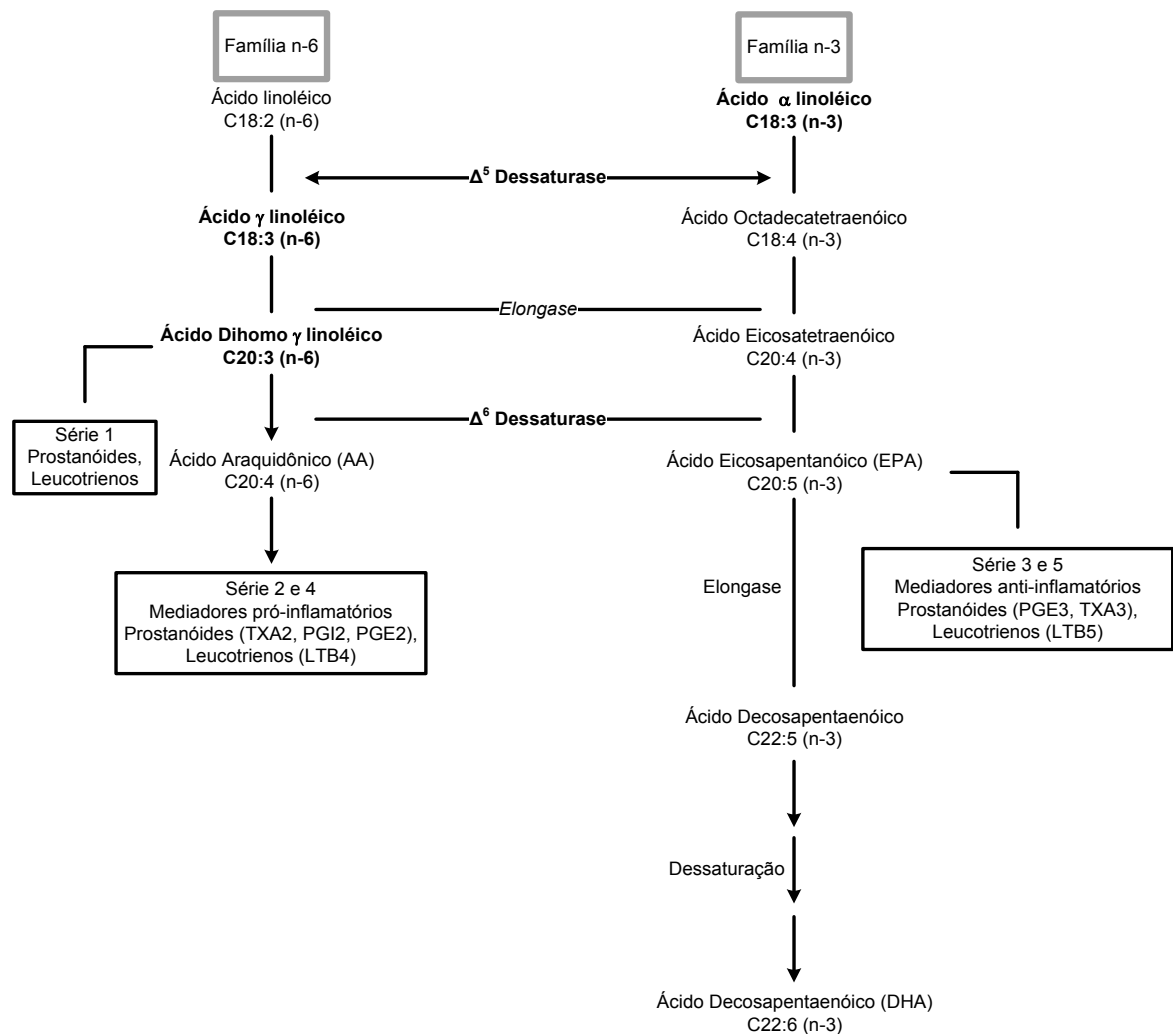 Família n-6
Família n-3
Ácido linoléico
C18:2 (n-6)
Ácido α linoléico
C18:3 (n-3)
Δ⁵ Dessaturase
Ácido γ linoléico
C18:3 (n-6)
Ácido Octadecatetraenóico
C18:4 (n-3)
Elongase
Ácido Dihomo γ linoléico
C20:3 (n-6)
Ácido Eicosatetraenóico
C20:4 (n-3)
Δ⁶ Dessaturase
Série 1
Prostanóides,
Leucotrienos
Ácido Araquidônico (AA)
C20:4 (n-6)
Ácido Eicosapentanóico (EPA)
C20:5 (n-3)
Série 2 e 4
Mediadores pró-inflamatórios
Prostanóides (TXA2, PGI2, PGE2),
Leucotrienos (LTB4)
Elongase
Série 3 e 5
Mediadores anti-inflamatórios
Prostanóides (PGE3, TXA3),
Leucotrienos (LTB5)
Ácido Decosapentaenóico
C22:5 (n-3)
Dessaturação
Ácido Decosapentaenóico (DHA)
C22:6 (n-3)